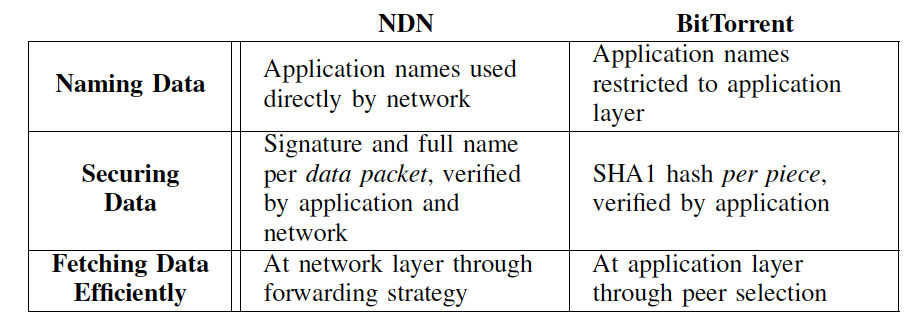 NDN
BitTorrent
Naming Data
Application names used
directly by network
Application names
restricted to application
layer
Securing
Data
Signature and full name
per data packet, verified
by application and
network
SHA1 hash per piece,
verified by application
Fetching Data
Efficiently
At network layer through
forwarding strategy
At application layer
through peer selection